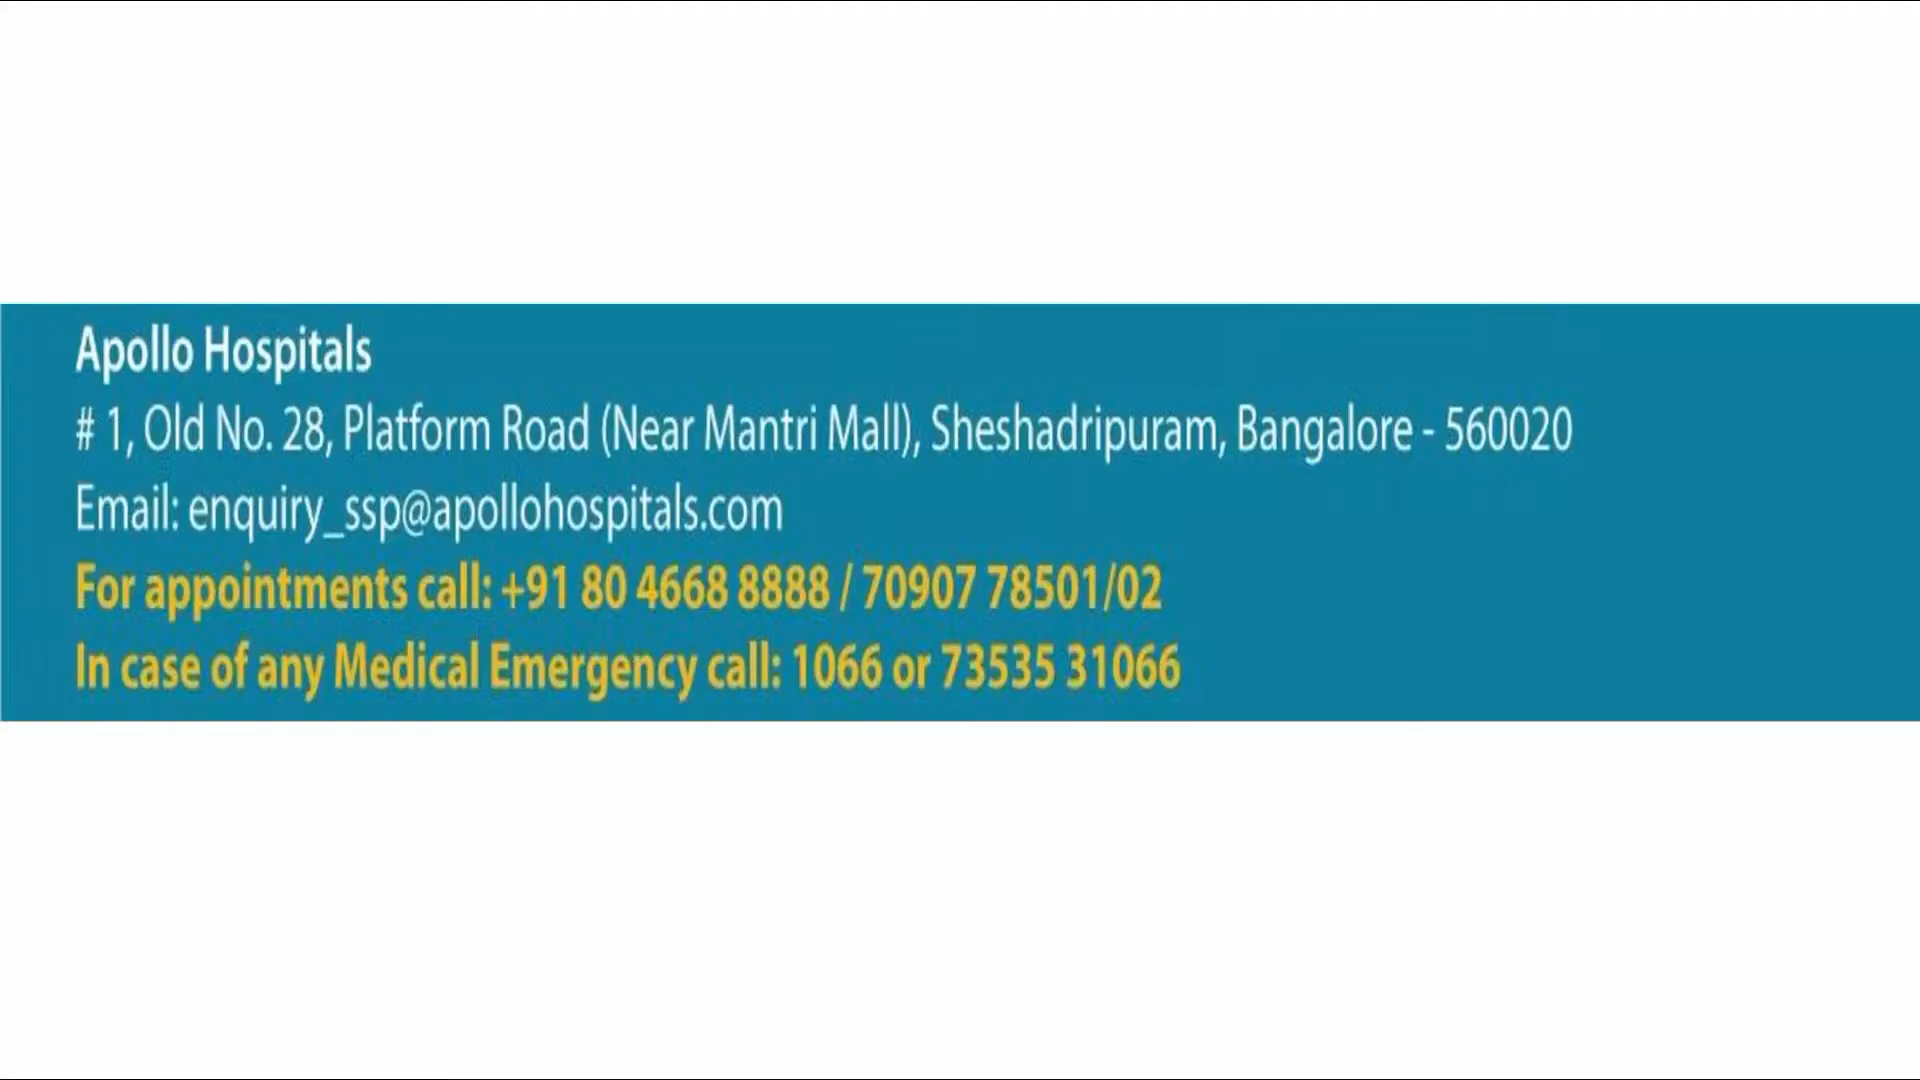 Apollo Hospitals
# 1, Old No. 28, Platform Road (Near Mantri Mall), Sheshadripuram, Bangalore - 560020
Email: enquiry_ssp@apollohospitals.com
For appointments call: +91 80 4668 8888 / 70907 78501/02
In case of any Medical Emergency call: 1066 or 73535 31066